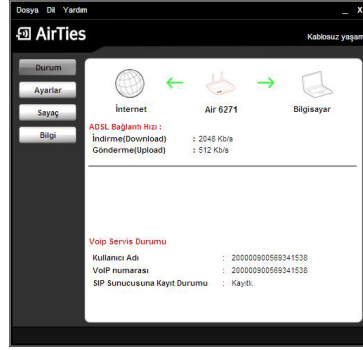 Dosya Dil Yardım _ X
AirTies
Kablosuz yaşam
Durum
Ayarlar
Sayaç
Bilgi
İnternet Air 6271 Bilgisayar
ADSL Bağlantı Hızı :
İndirme(Download) : 2048 Kb/s
Gönderme(Upload) : 512 Kb/s
Voip Servis Durumu
Kullanıcı Adı : 200000900569341538
VoIP numarası : 200000900569341538
SIP Sunucusuna Kayıt Durumu : Kayıtlı.